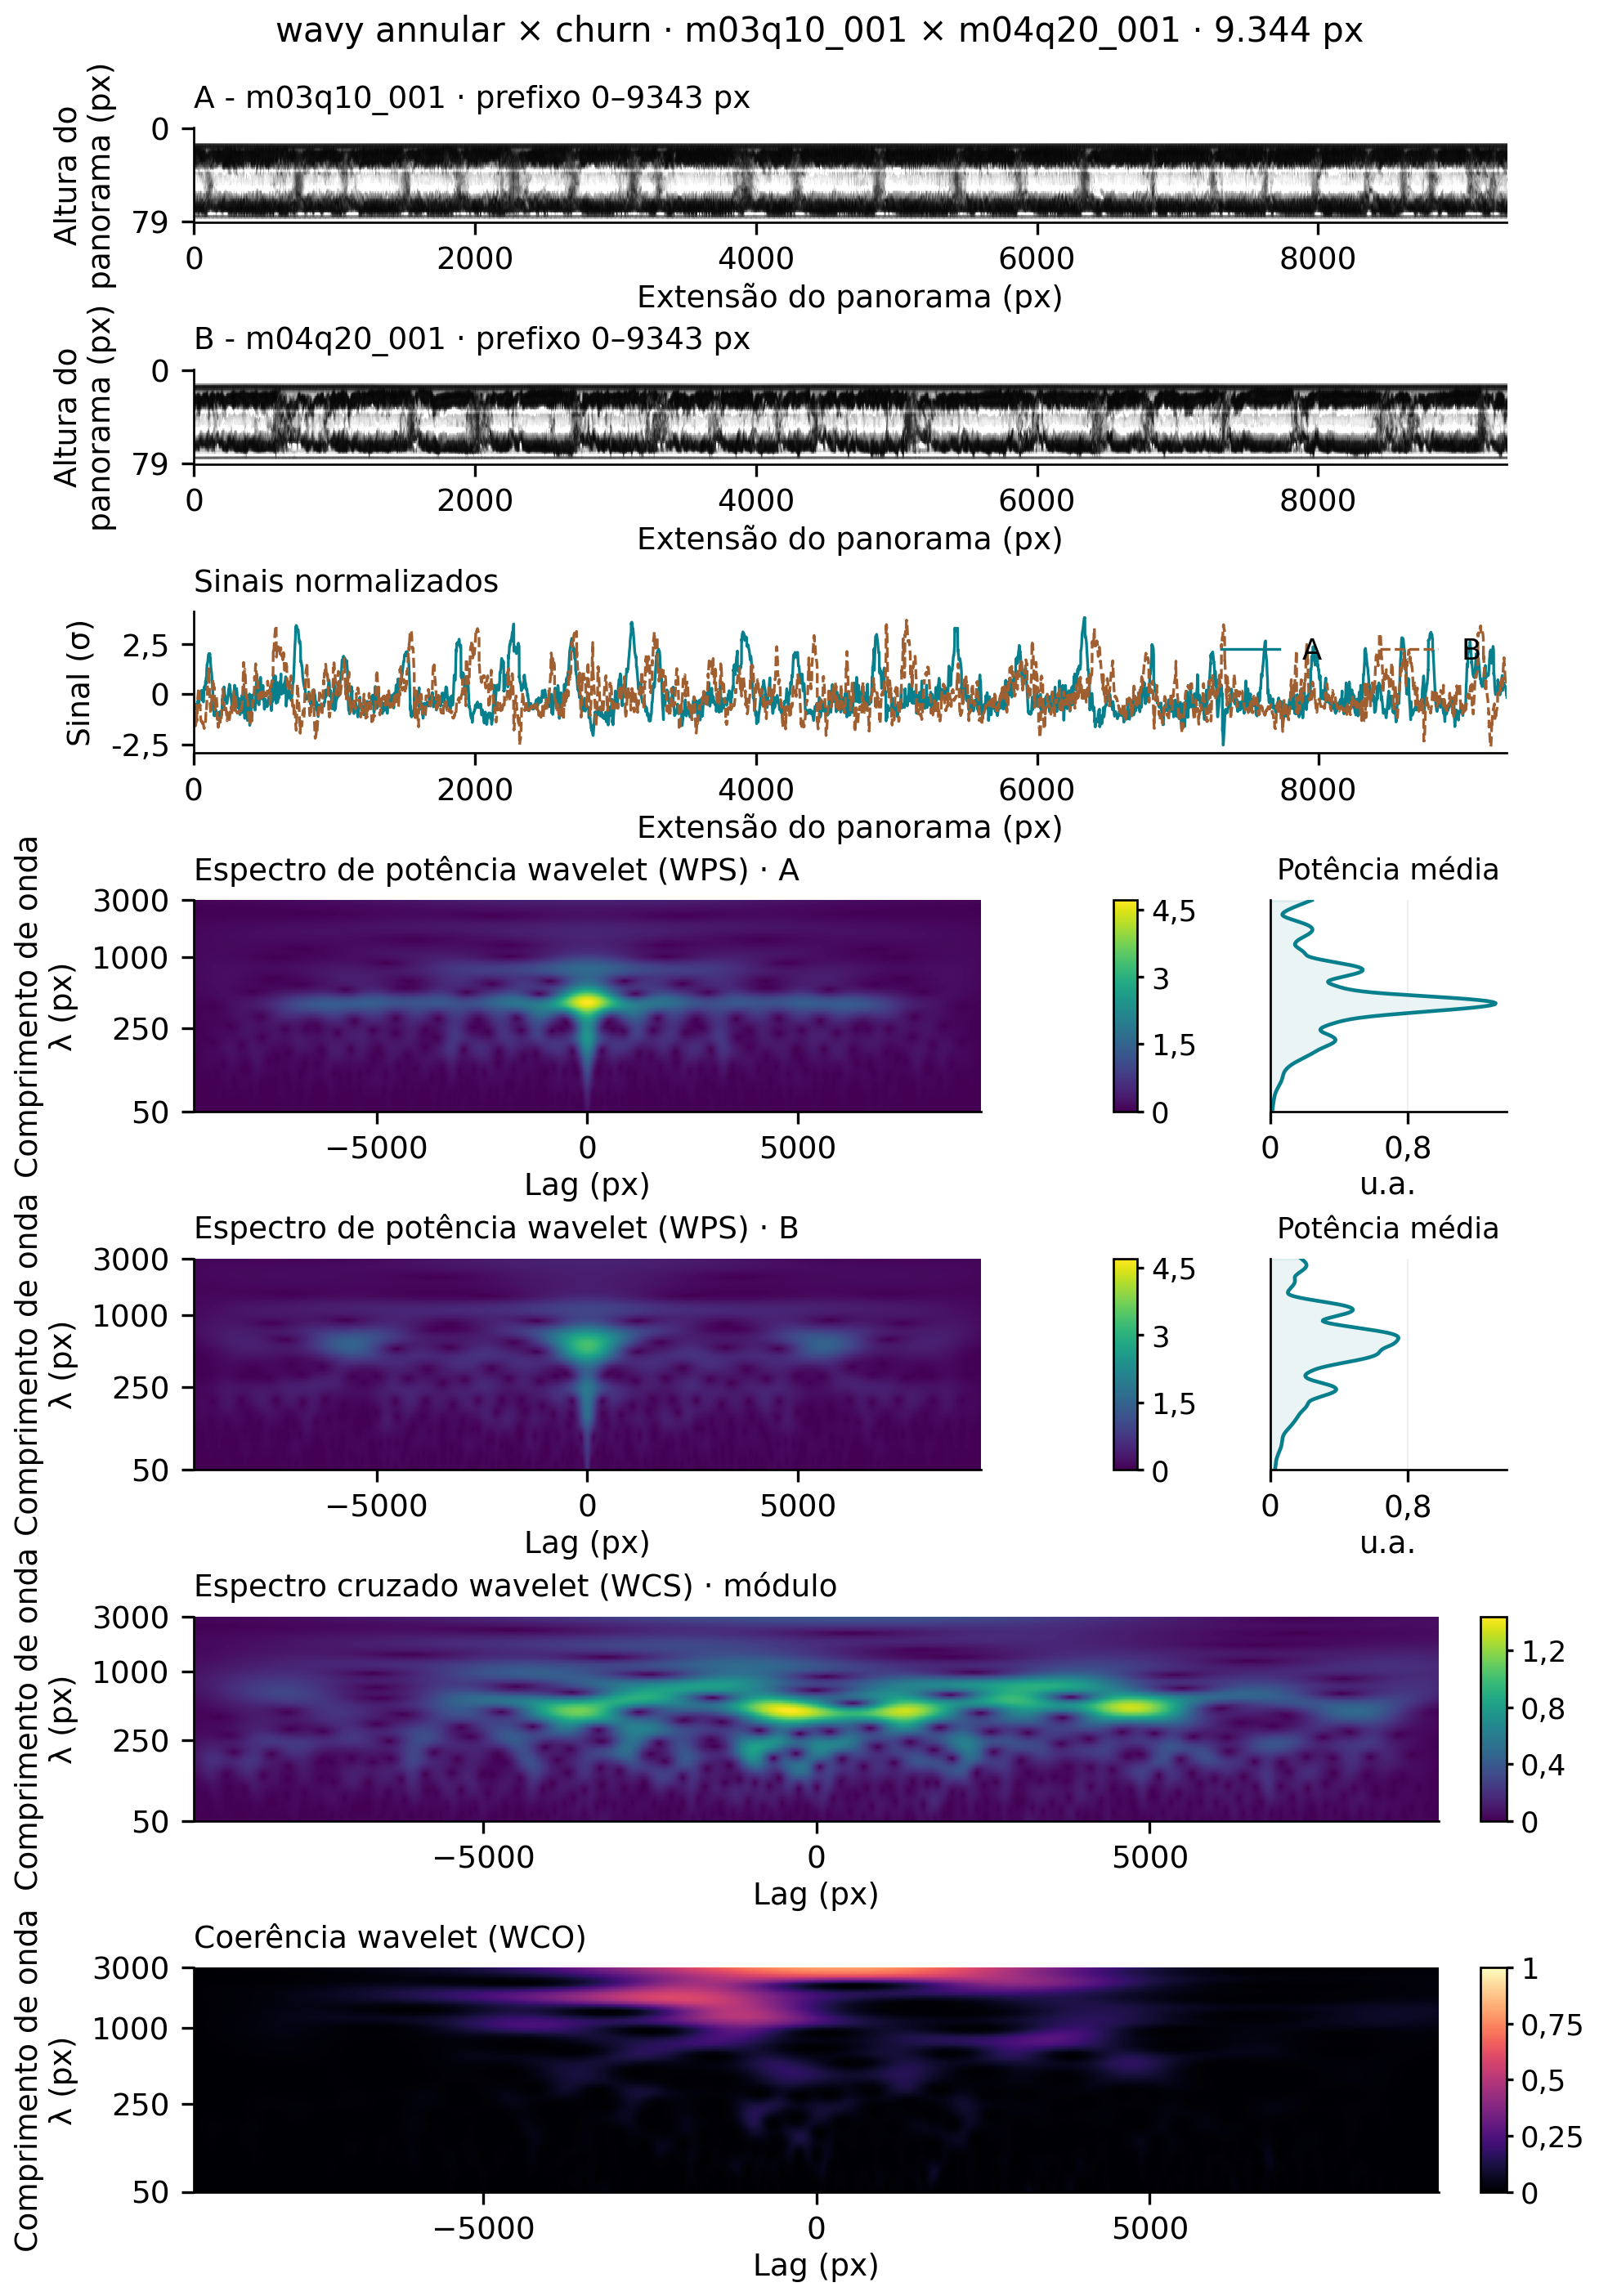 wavy annular × churn · m03q10_001 × m04q20_001 · 9.344 px
A - m03q10_001 · prefixo 0–9343 px
Altura do
panorama (px)
0
79
0 2000 4000 6000 8000
Extensão do panorama (px)
B - m04q20_001 · prefixo 0–9343 px
Altura do
panorama (px)
0
79
0 2000 4000 6000 8000
Extensão do panorama (px)
Sinais normalizados
Sinal (σ)
2,5
0
-2,5
A B
0 2000 4000 6000 8000
Extensão do panorama (px)
Espectro de potência wavelet (WPS) · A
Comprimento de onda
λ (px)
3000
1000
250
50
−5000 0 5000
Lag (px)
4,5
3
1,5
0
Potência média
0 0,8
u.a.
Espectro de potência wavelet (WPS) · B
Comprimento de onda
λ (px)
3000
1000
250
50
−5000 0 5000
Lag (px)
4,5
3
1,5
0
Potência média
0 0,8
u.a.
Espectro cruzado wavelet (WCS) · módulo
Comprimento de onda
λ (px)
3000
1000
250
50
−5000 0 5000
Lag (px)
1,2
0,8
0,4
0
Coerência wavelet (WCO)
Comprimento de onda
λ (px)
3000
1000
250
50
−5000 0 5000
Lag (px)
1
0,75
0,5
0,25
0